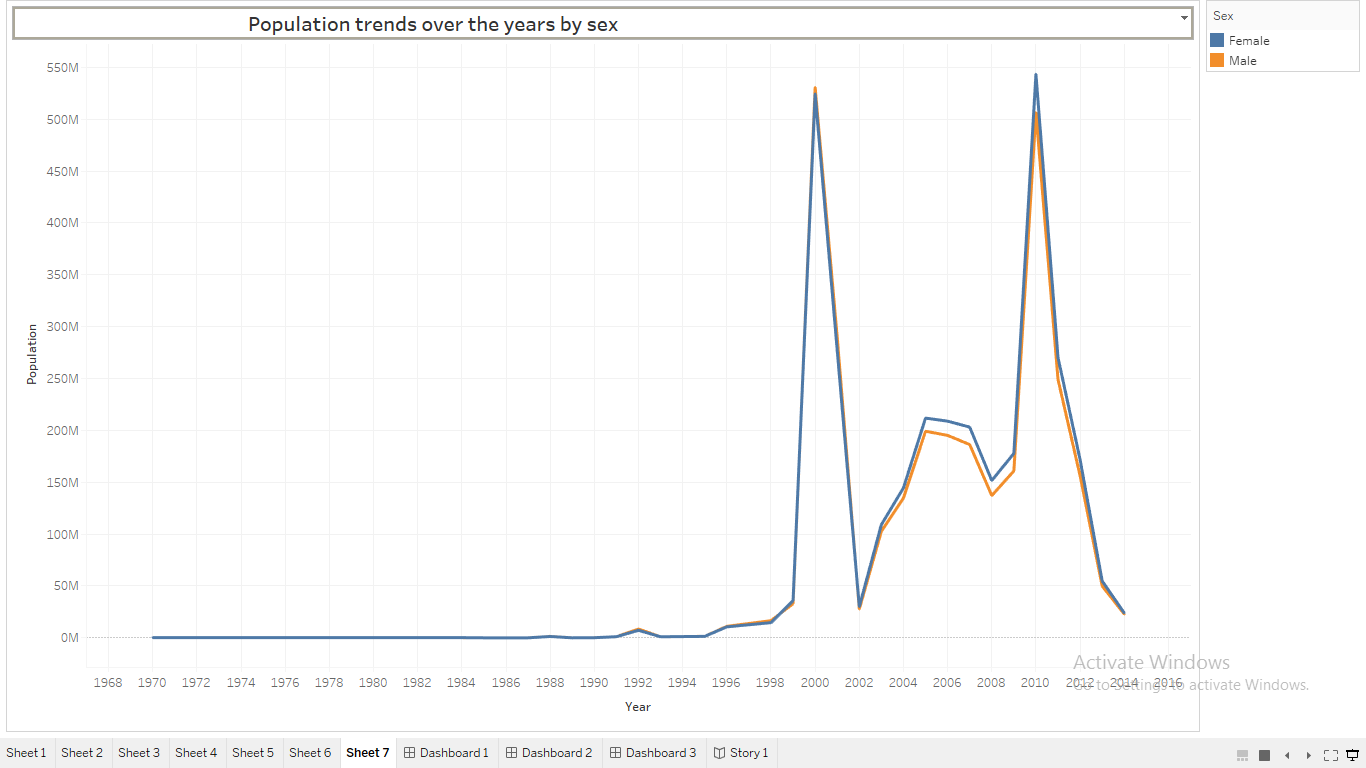 Population trends over the years by sex
Sex
Female
Male
550M
500M
450M
400M
350M
300M
250M
200M
150M
100M
50M
0M
Population
1968 1970 1972 1974 1976 1978 1980 1982 1984 1986 1988 1990 1992 1994 1996 1998 2000 2002 2004 2006 2008 2010 2012 2014 2016
Year
Activate Windows
Go to Settings to activate Windows.
Sheet 1 Sheet 2 Sheet 3 Sheet 4 Sheet 5 Sheet 6 Sheet 7 Dashboard 1 Dashboard 2 Dashboard 3 Story 1